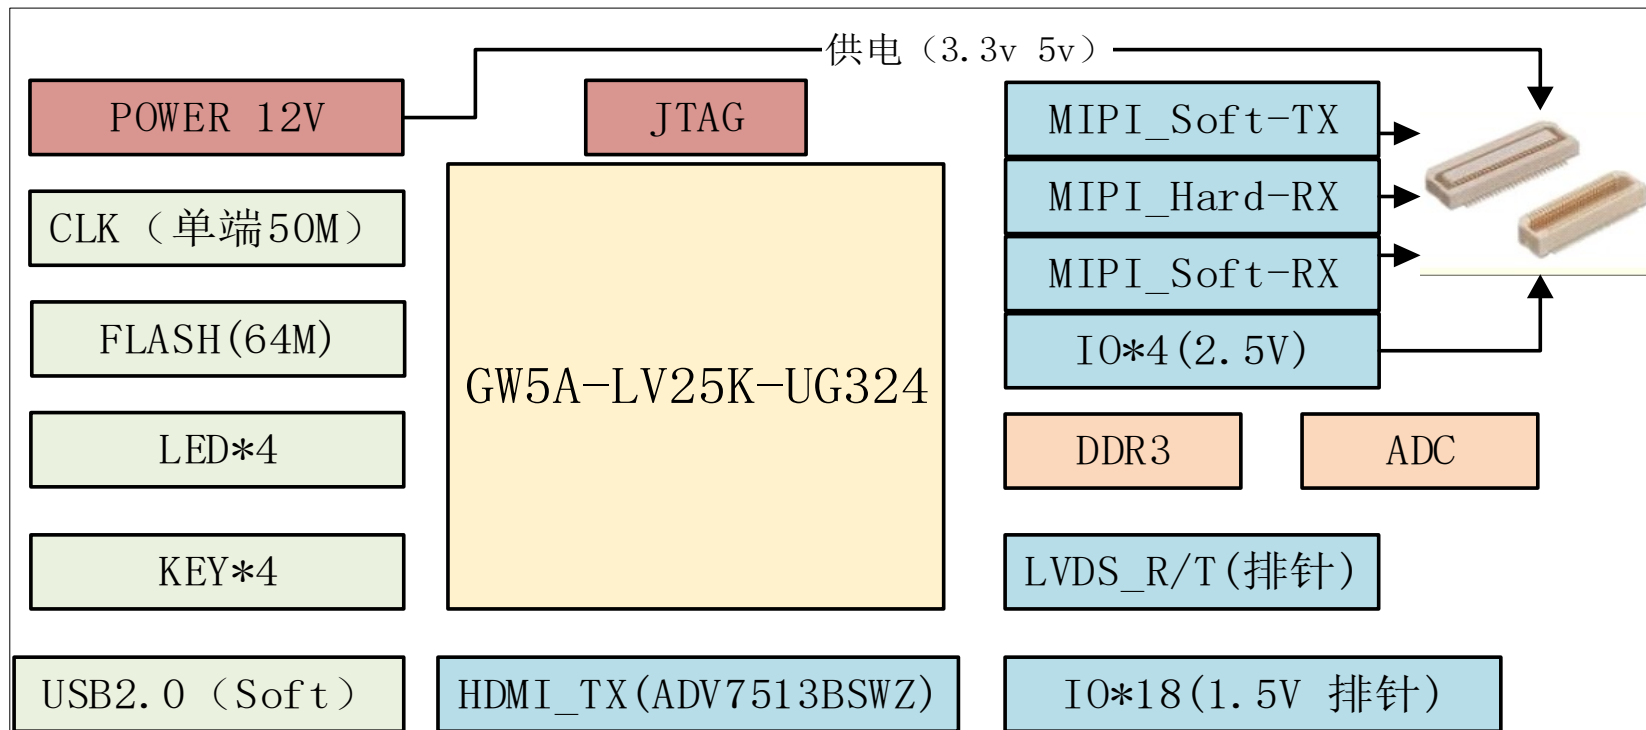 供电（3.3v 5v）
POWER 12V
JTAG
MIPI_Soft-TX
CLK（单端50M）
MIPI_Hard-RX
MIPI_Soft-RX
FLASH(64M)
IO*4(2.5V)
GW5A-LV25K-UG324
LED*4
DDR3
ADC
KEY*4
LVDS_R/T(排针)
USB2.0（Soft）
HDMI_TX(ADV7513BSWZ)
IO*18(1.5V 排针)